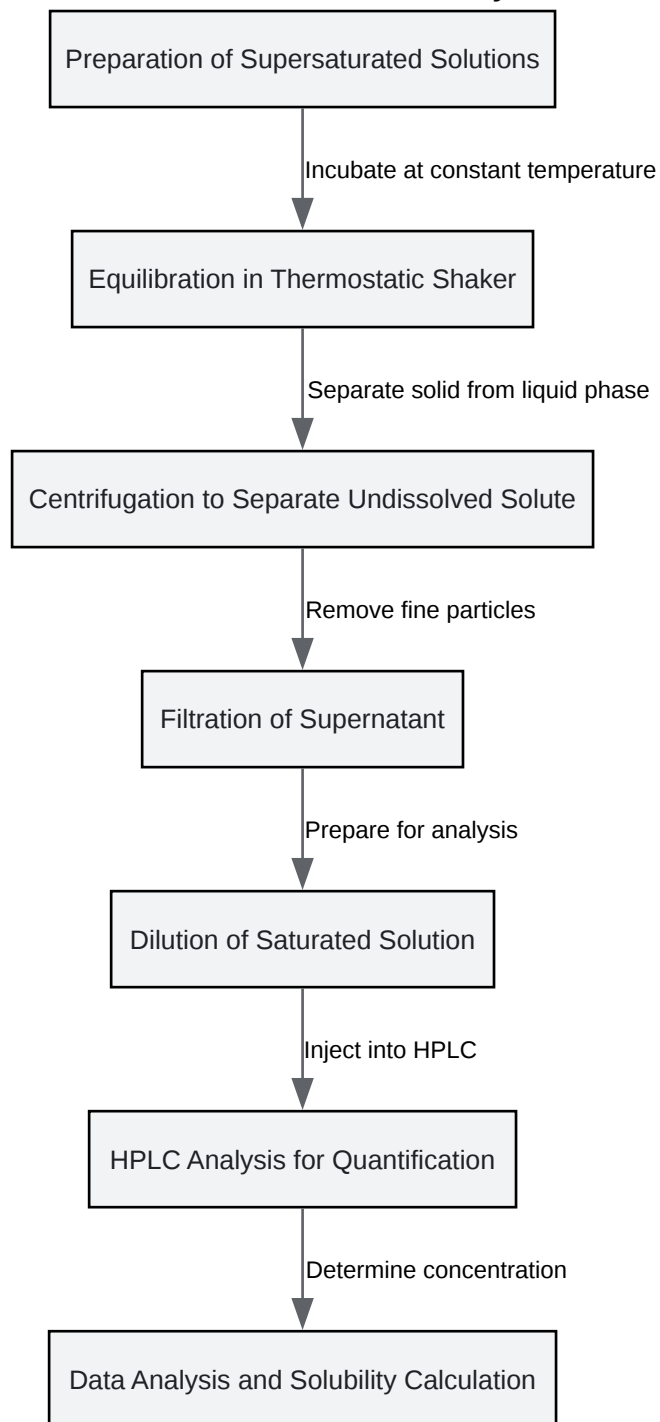 Preparation of Supersaturated Solutions
Incubate at constant temperature
Equilibration in Thermostatic Shaker
Separate solid from liquid phase
Centrifugation to Separate Undissolved Solute
Remove fine particles
Filtration of Supernatant
Prepare for analysis
Dilution of Saturated Solution
Inject into HPLC
HPLC Analysis for Quantification
Determine concentration
Data Analysis and Solubility Calculation